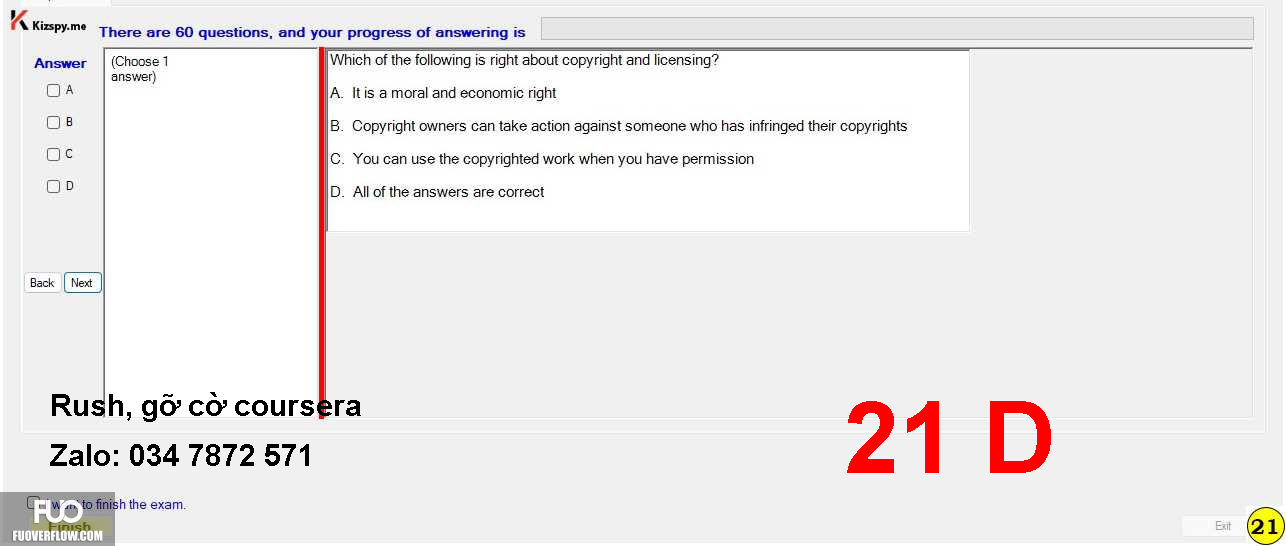 Kizspy.me
There are 60 questions, and your progress of answering is
Answer
A
B
C
D
Back Next
(Choose 1
answer)
Which of the following is right about copyright and licensing?
A. It is a moral and economic right
B. Copyright owners can take action against someone who has infringed their copyrights
C. You can use the copyrighted work when you have permission
D. All of the answers are correct
Rush, gỡ cờ coursera
Zalo: 034 7872 571
21 D
I want to finish the exam.
Finish
FUO
FUOVERFLOW.COM
Exit
21